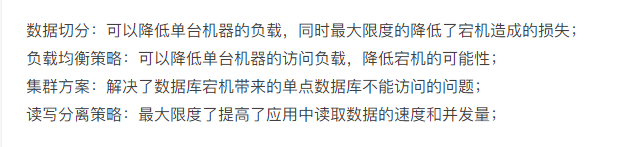 数据切分：可以降低单台机器的负载，同时最大限度的降低了宕机造成的损失；
负载均衡策略：可以降低单台机器的访问负载，降低宕机的可能性；
集群方案：解决了数据库宕机带来的单点数据库不能访问的问题；
读写分离策略：最大限度了提高了应用中读取数据的速度和并发量；